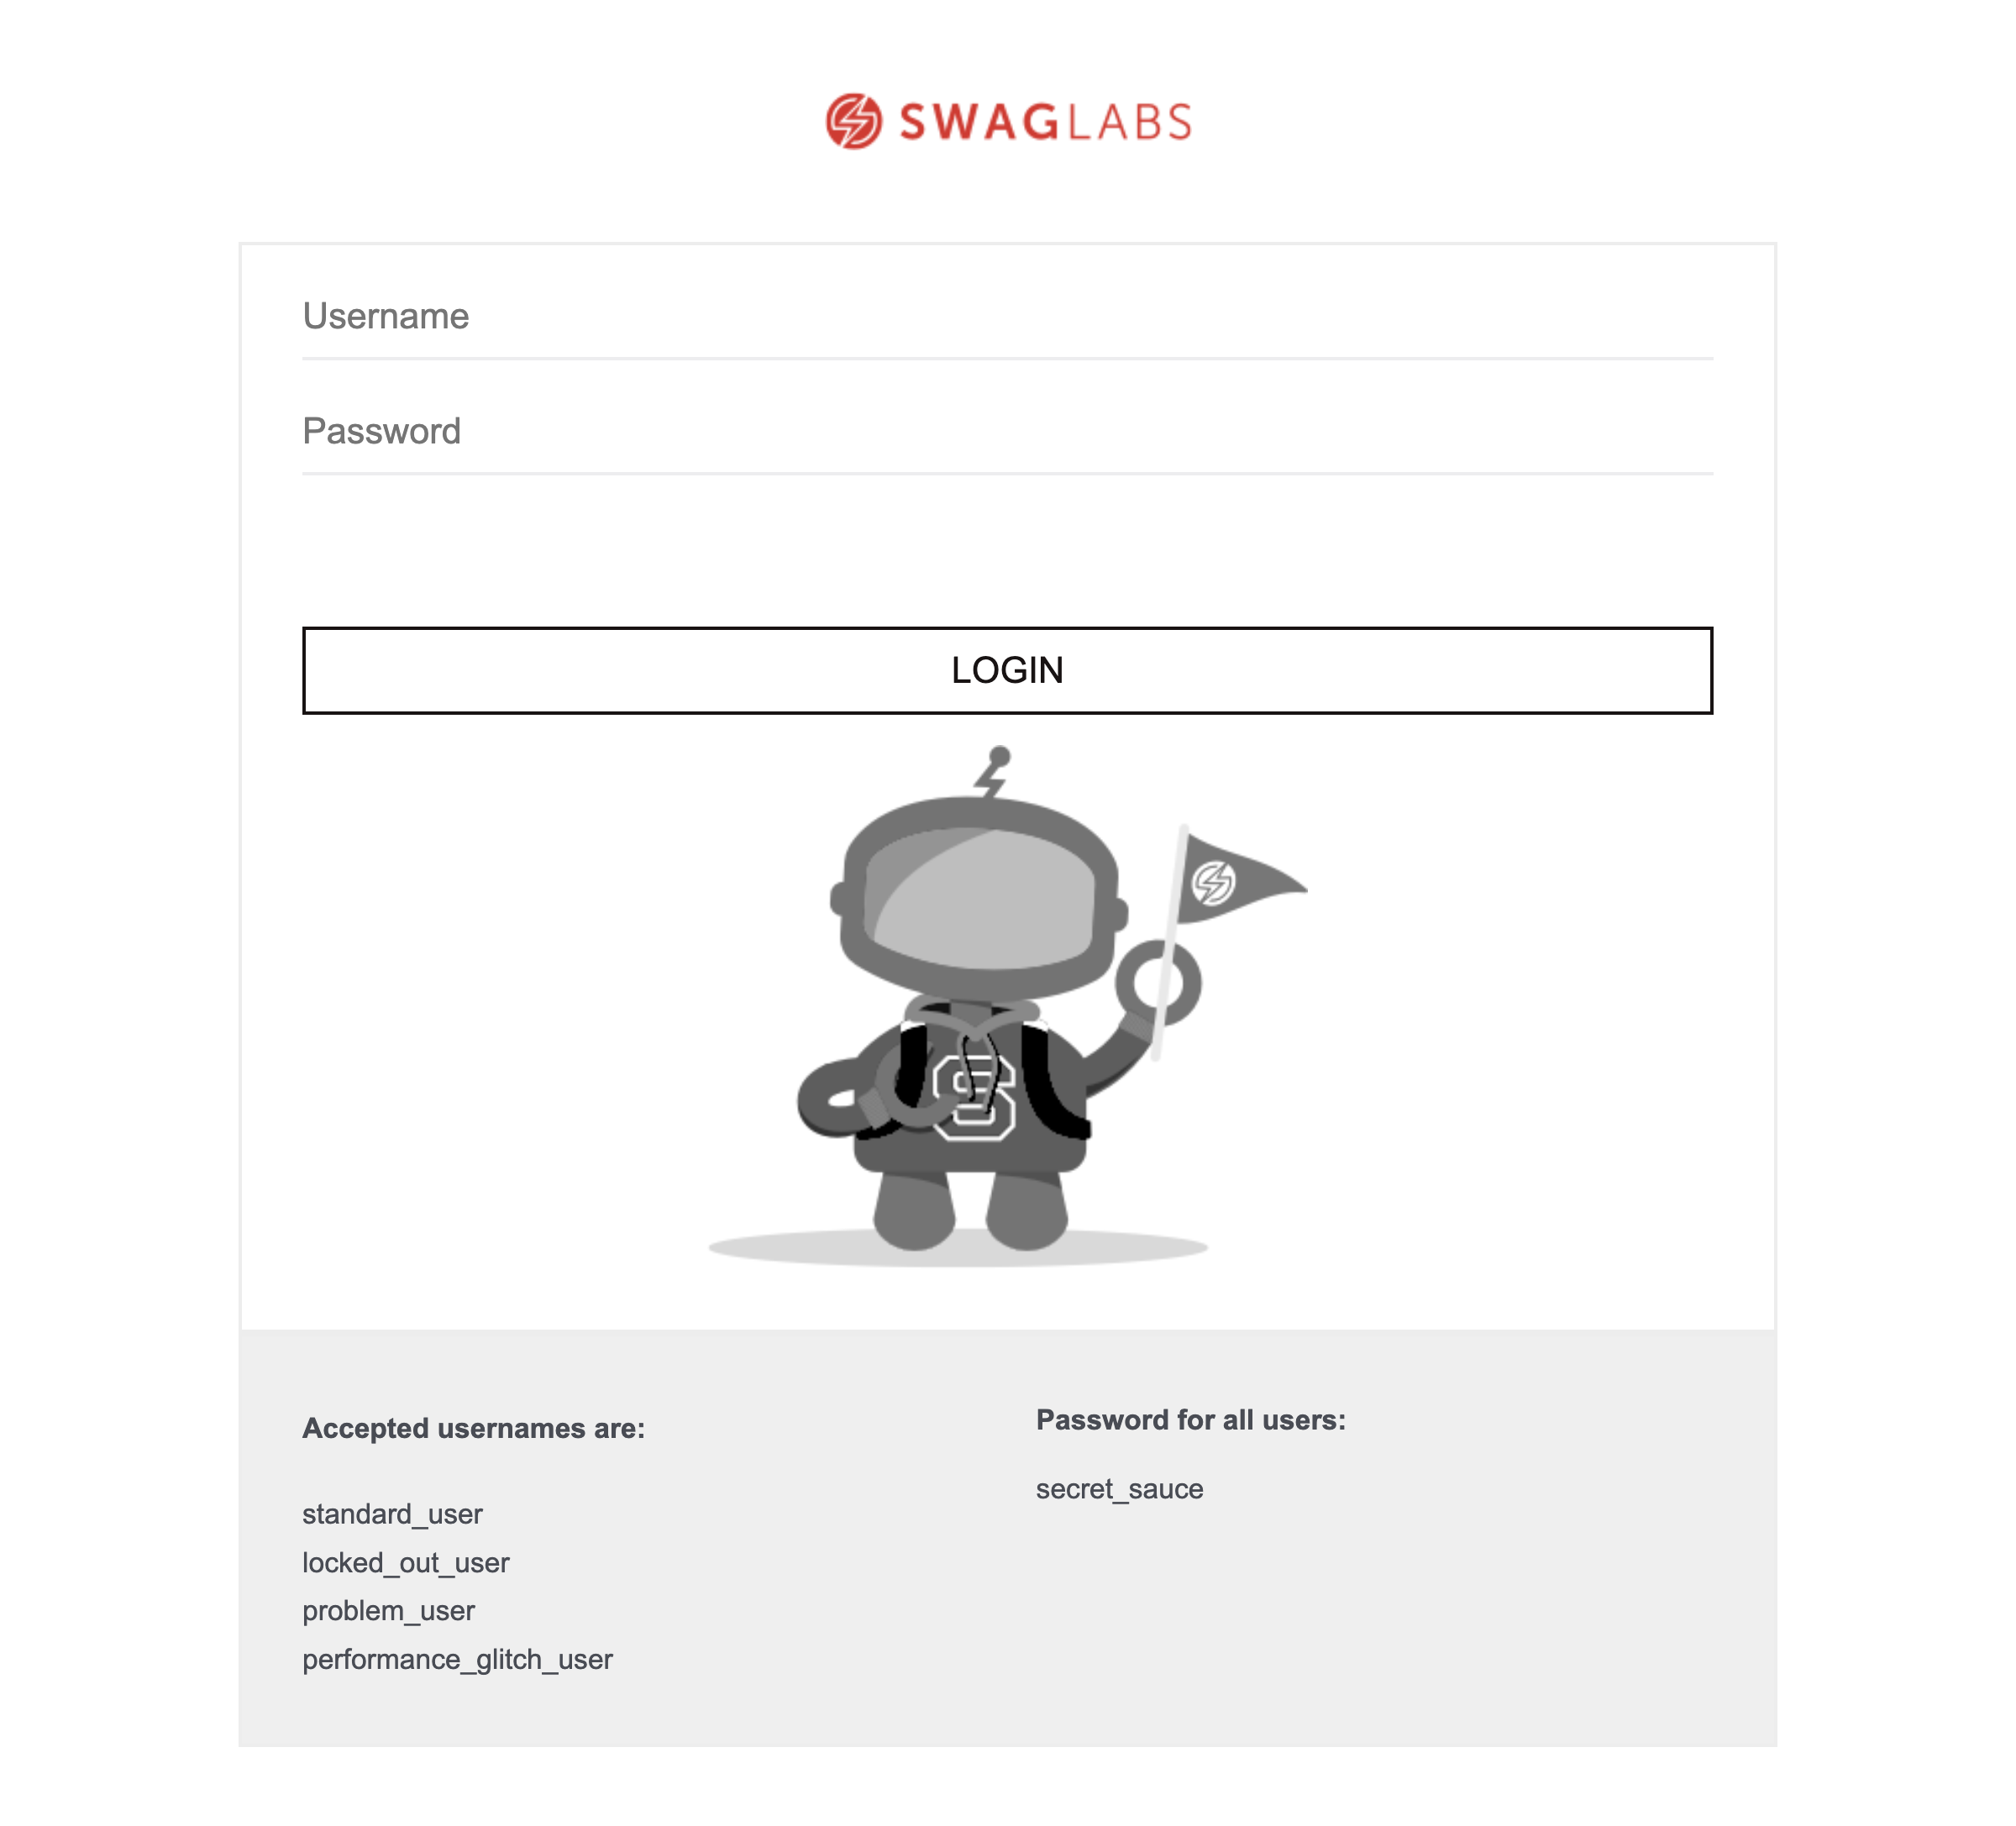 SWAGLABS
Username
Password
LOGIN
S
Accepted usernames are:
standard_user
locked_out_user
problem_user
performance_glitch_user
Password for all users:
secret_sauce